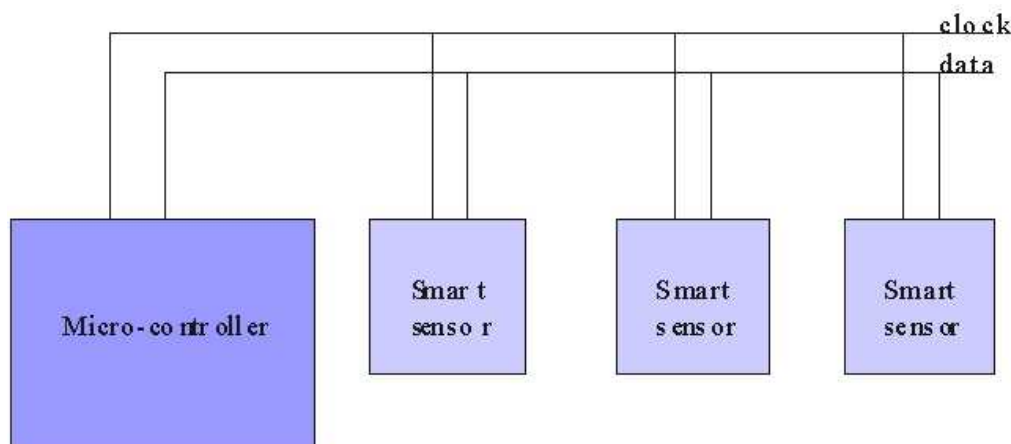 clock
data
Micro-controller
Smart
sensor
Smart
sensor
Smart
sensor